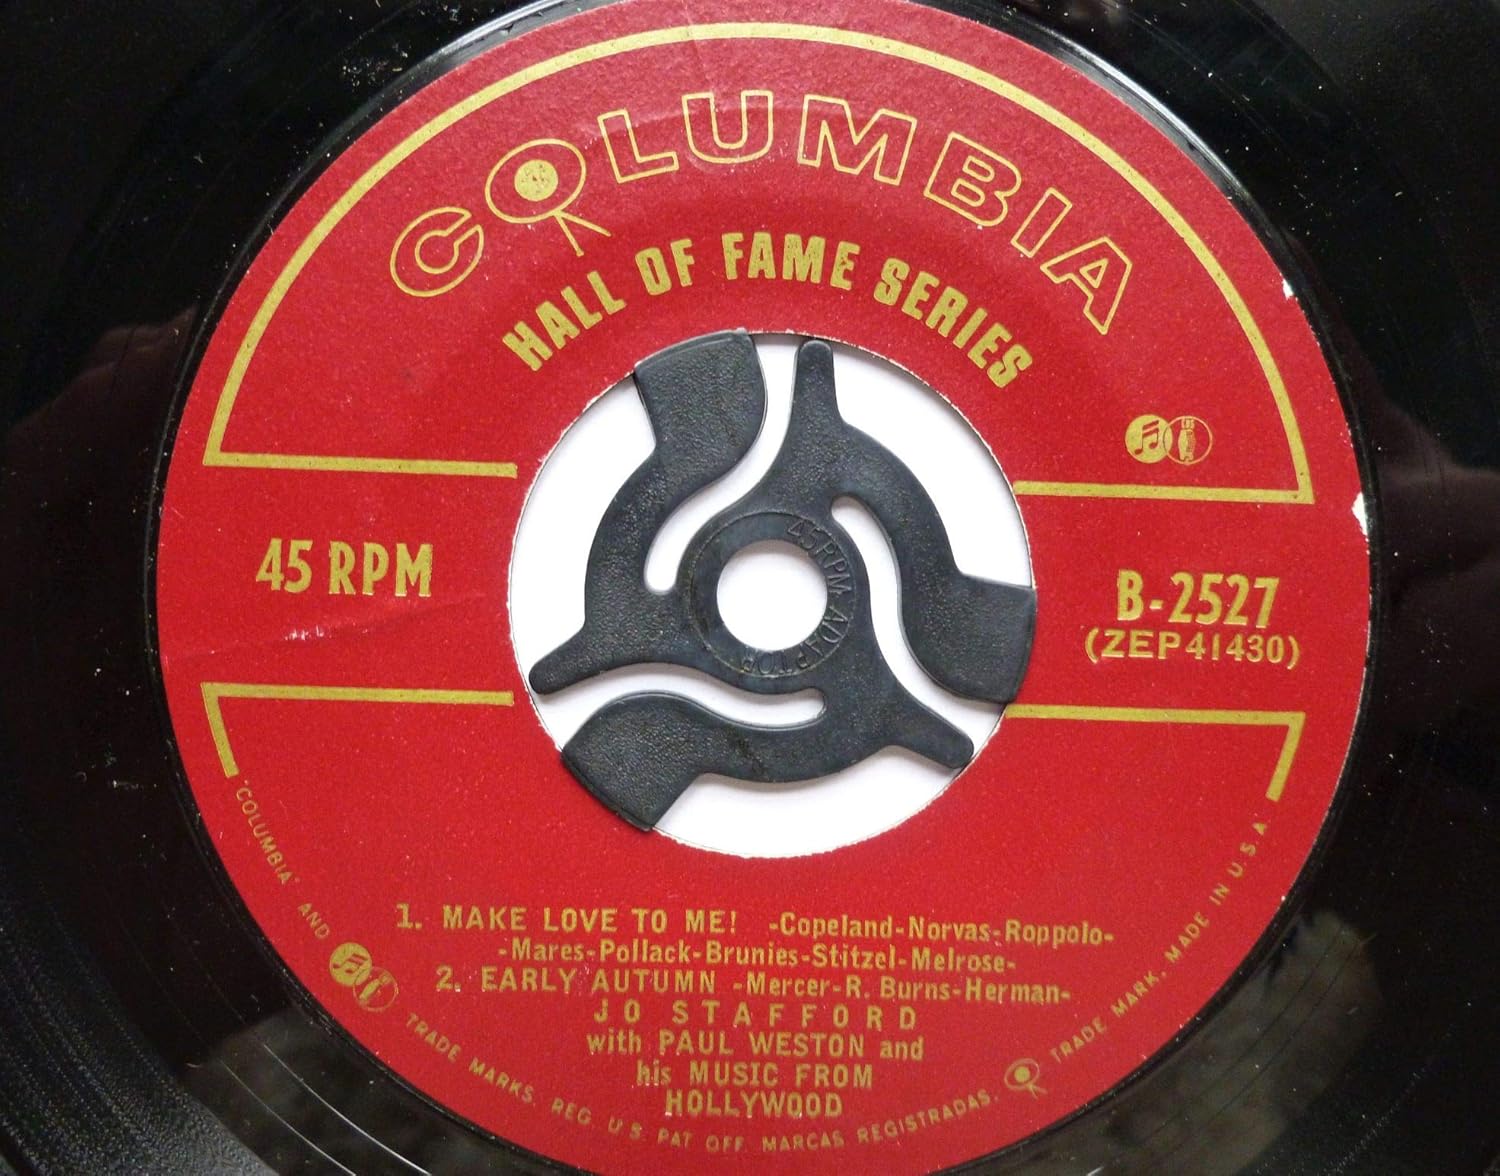 COLUMBIA
HALL OF FAME SERIES
45 RPM
B-2527
(ZEP41430)
45 RPM ADAPTOR
1. MAKE LOVE TO ME! -Copeland-Norvas-Roppolo-
-Mares-Pollack-Brunies-Stitzel-Melrose-
2. EARLY AUTUMN -Mercer-R. Burns-Herman-
JO STAFFORD
with PAUL WESTON and
his MUSIC FROM
HOLLYWOOD
"COLUMBIA" AND TRADE MARKS. REG. U.S. PAT. OFF. MARCAS REGISTRADAS. TRADE MARK. MADE IN U.S.A